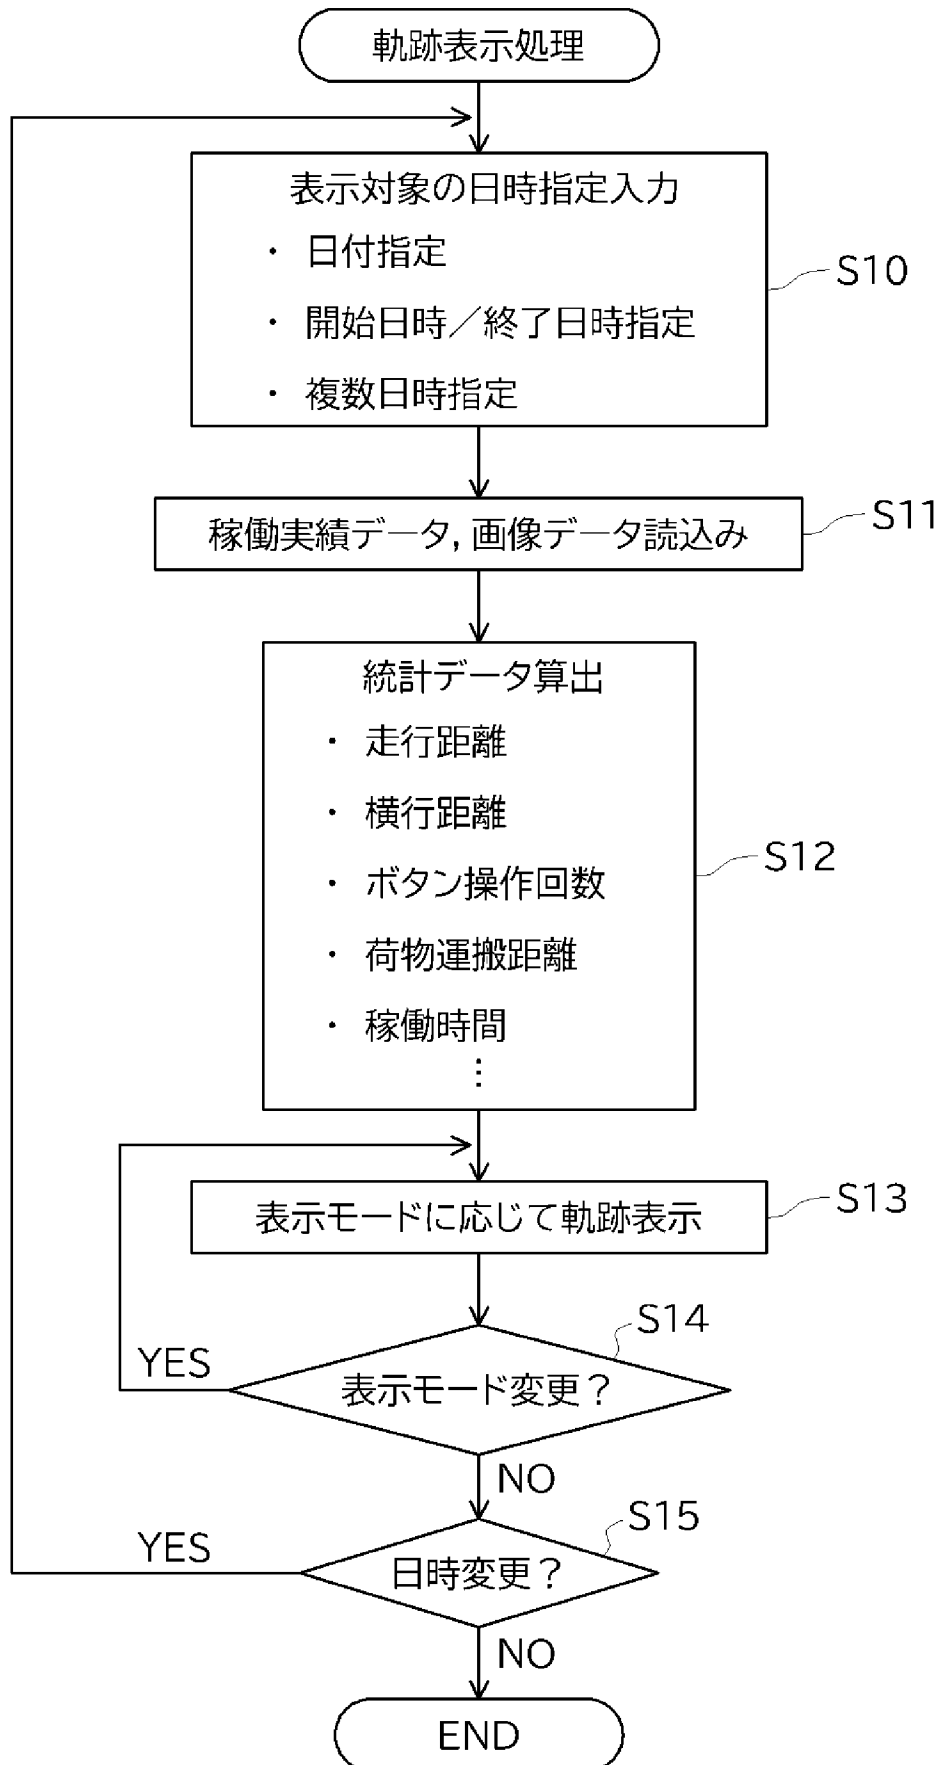 軌跡表示処理
表示対象の日時指定入力
・ 日付指定
・ 開始日時／終了日時指定
・ 複数日時指定
S10
稼働実績データ，画像データ読込み
S11
統計データ算出
・ 走行距離
・ 横行距離
・ ボタン操作回数
・ 荷物運搬距離
・ 稼働時間
⋮
S12
表示モードに応じて軌跡表示
S13
S14
表示モード変更？
YES
NO
S15
日時変更？
YES
NO
END